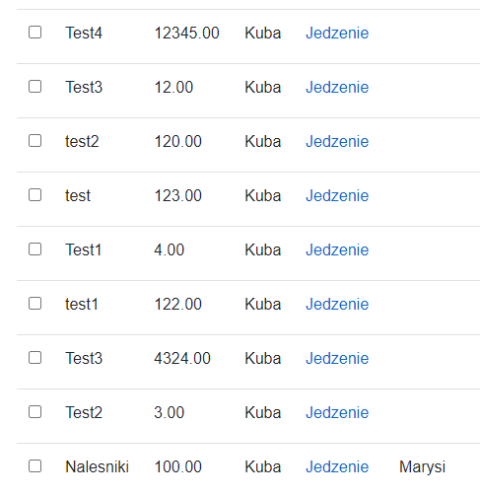 Test4 12345.00 Kuba Jedzenie
Test3 12.00 Kuba Jedzenie
test2 120.00 Kuba Jedzenie
test 123.00 Kuba Jedzenie
Test1 4.00 Kuba Jedzenie
test1 122.00 Kuba Jedzenie
Test3 4324.00 Kuba Jedzenie
Test2 3.00 Kuba Jedzenie
Nalesniki 100.00 Kuba Jedzenie Marysi